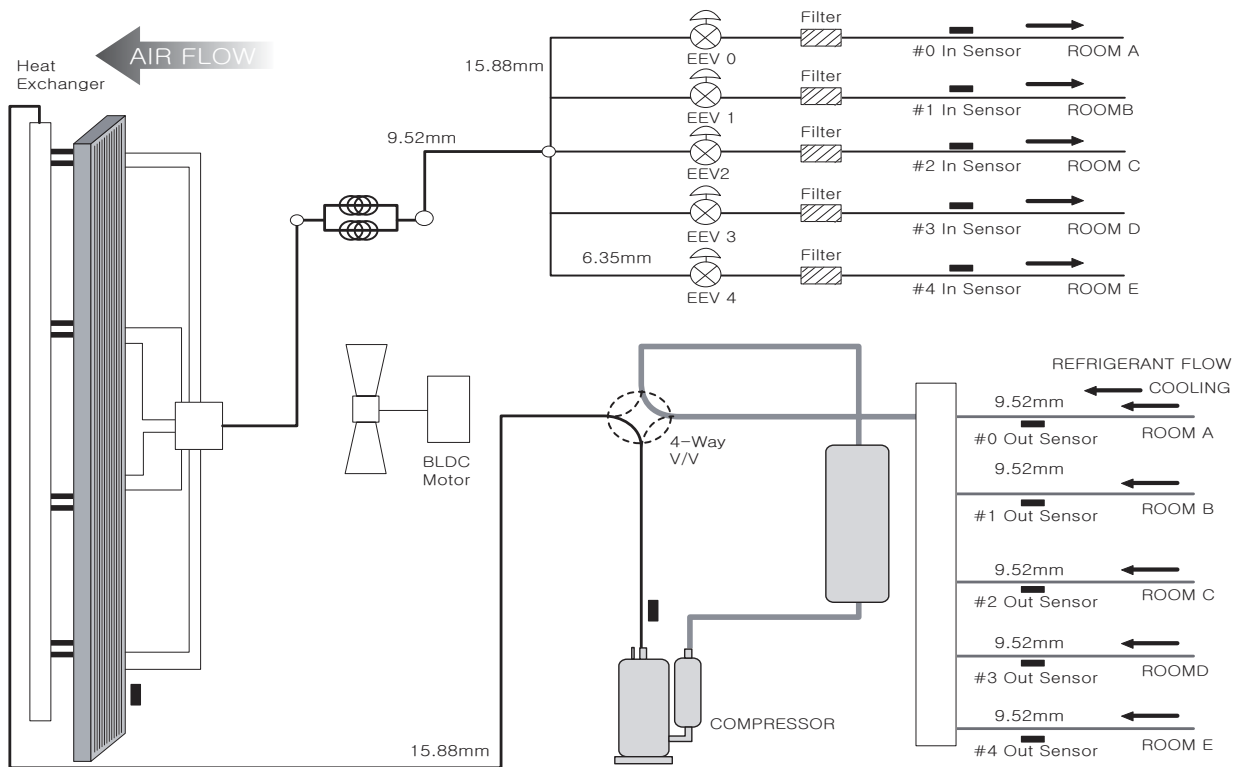 AIR FLOW
Heat
Exchanger
9.52mm
15.88mm
EEV 0
Filter
#0 In Sensor
ROOM A
EEV 1
Filter
#1 In Sensor
ROOMB
EEV2
Filter
#2 In Sensor
ROOM C
EEV 3
Filter
#3 In Sensor
ROOM D
6.35mm
EEV 4
Filter
#4 In Sensor
ROOM E
BLDC
Motor
4-Way
V/V
COMPRESSOR
15.88mm
REFRIGERANT FLOW
COOLING
9.52mm
#0 Out Sensor
ROOM A
9.52mm
#1 Out Sensor
ROOM B
9.52mm
#2 Out Sensor
ROOM C
9.52mm
#3 Out Sensor
ROOMD
9.52mm
#4 Out Sensor
ROOM E